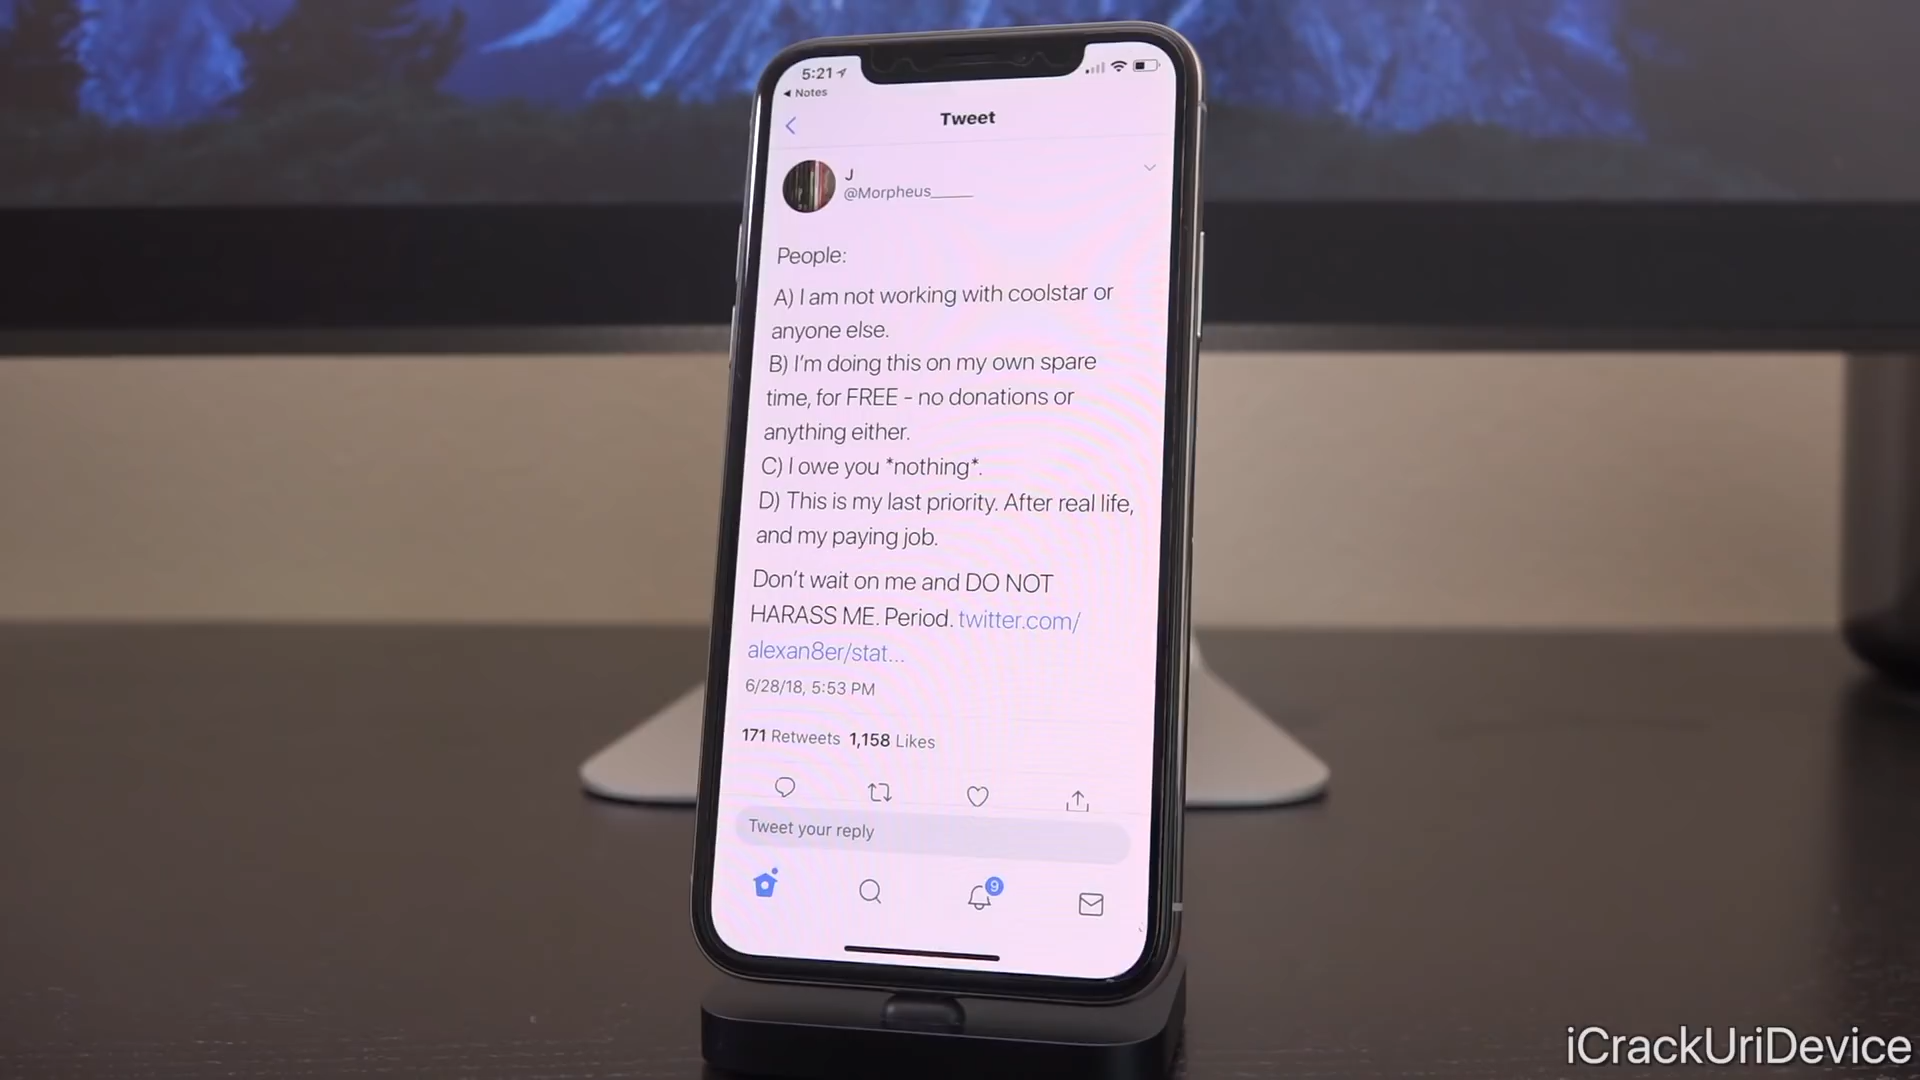 5:21
Notes
Tweet
J
@Morpheus______
People:
A) I am not working with coolstar or
anyone else.
B) I'm doing this on my own spare
time, for FREE - no donations or
anything either.
C) I owe you *nothing*.
D) This is my last priority. After real life,
and my paying job.
Don't wait on me and DO NOT
HARASS ME. Period. twitter.com/
alexan8er/stat...
6/28/18, 5:53 PM
171 Retweets 1,158 Likes
Tweet your reply
9
iCrackUriDevice